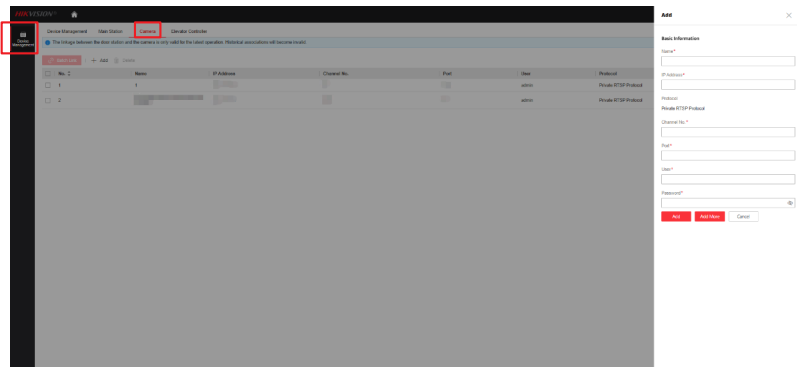 HIKVISION
Device Management
Device Management Main Station Camera Elevator Controller
The linkage between the door station and the camera is only valid for the latest operation. Historical associations will become invalid.
Add Delete
No. Name IP Address Channel No. Port User Protocol
1 1 admin Private RTSP Protocol
2 admin Private RTSP Protocol
Add
Basic Information
Name*
IP Address*
Protocol
Private RTSP Protocol
Channel No.*
Port*
User*
Password*
Add Add More Cancel